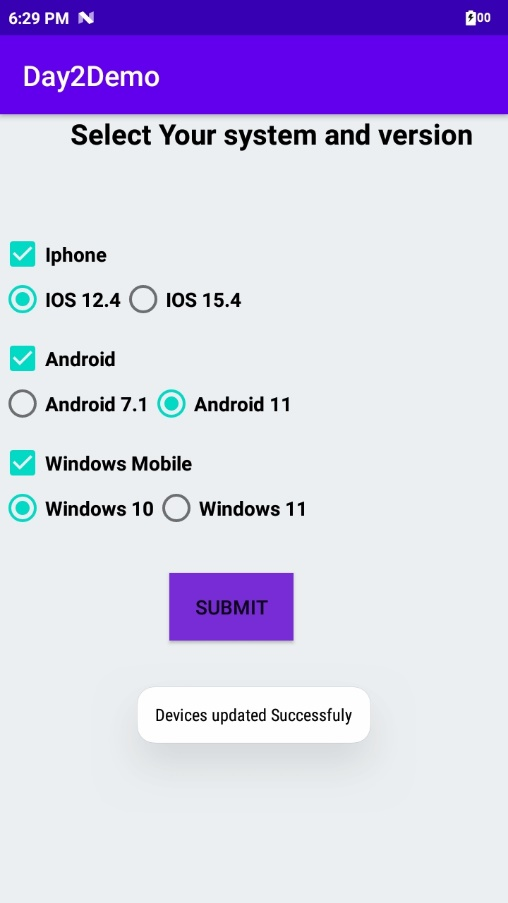 6:29 PM
00
Day2Demo
Select Your system and version
Iphone
IOS 12.4 IOS 15.4
Android
Android 7.1 Android 11
Windows Mobile
Windows 10 Windows 11
SUBMIT
Devices updated Successfuly